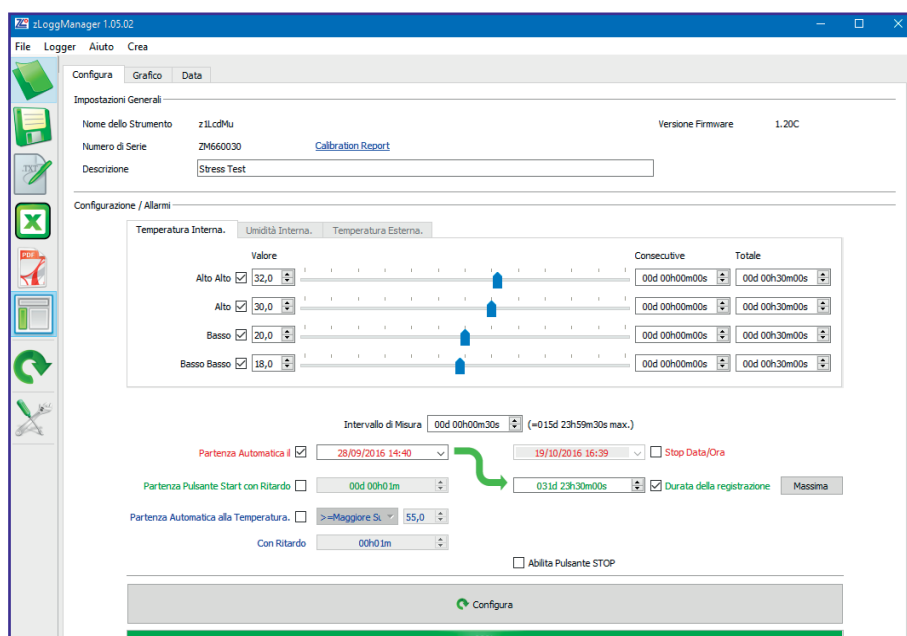 zLoggManager 1.05.02
File Logger Aiuto Crea
Configura Grafico Data
Impostazioni Generali
Nome dello Strumento z1LcdMu Versione Firmware 1.20C
Numero di Serie ZM660030 Calibration Report
Descrizione Stress Test
Configurazione / Allarmi
Temperatura Interna. Umidità Interna. Temperatura Esterna.
Valore Consecutive Totale
Alto Alto 32,0 00d 00h00m00s 00d 00h30m00s
Alto 30,0 00d 00h00m00s 00d 00h30m00s
Basso 20,0 00d 00h00m00s 00d 00h30m00s
Basso Basso 18,0 00d 00h00m00s 00d 00h30m00s
Intervallo di Misura 00d 00h00m30s (=015d 23h59m30s max.)
Partenza Automatica il 28/09/2016 14:40 19/10/2016 16:39 Stop Data/Ora
Partenza Pulsante Start con Ritardo 00d 00h01m 031d 23h30m00s Durata della registrazione Massima
Partenza Automatica alla Temperatura. >=Maggiore Su 55,0
Con Ritardo 00h01m
Abilita Pulsante STOP
Configura
TXT
X
PDF